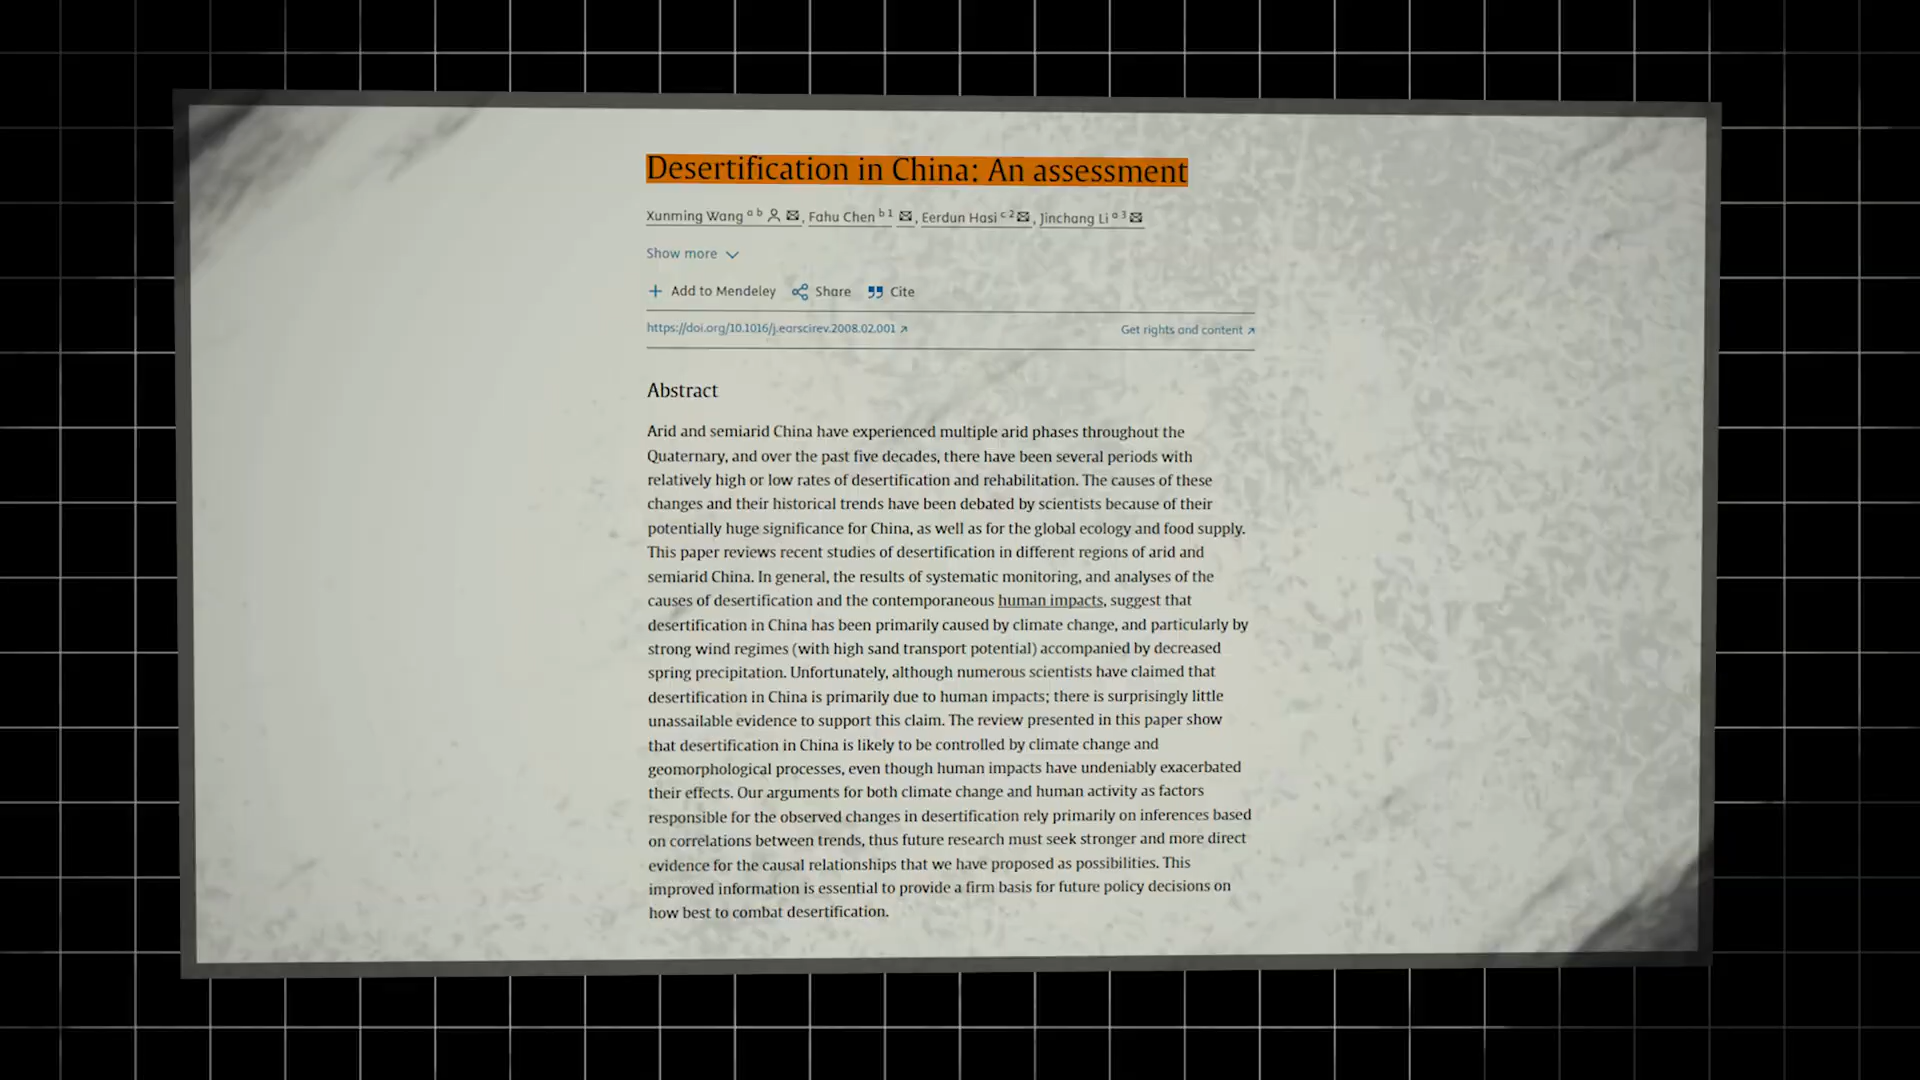 Desertification in China: An assessment
Xunming Wang a b, Fahu Chen b 1, Eerdun Hasi c 2, Jinchang Li a 3
Show more
+ Add to Mendeley Share Cite
https://doi.org/10.1016/j.earscirev.2008.02.001 ↗ Get rights and content ↗
Abstract
Arid and semiarid China have experienced multiple arid phases throughout the
Quaternary, and over the past five decades, there have been several periods with
relatively high or low rates of desertification and rehabilitation. The causes of these
changes and their historical trends have been debated by scientists because of their
potentially huge significance for China, as well as for the global ecology and food supply.
This paper reviews recent studies of desertification in different regions of arid and
semiarid China. In general, the results of systematic monitoring, and analyses of the
causes of desertification and the contemporaneous human impacts, suggest that
desertification in China has been primarily caused by climate change, and particularly by
strong wind regimes (with high sand transport potential) accompanied by decreased
spring precipitation. Unfortunately, although numerous scientists have claimed that
desertification in China is primarily due to human impacts; there is surprisingly little
unassailable evidence to support this claim. The review presented in this paper show
that desertification in China is likely to be controlled by climate change and
geomorphological processes, even though human impacts have undeniably exacerbated
their effects. Our arguments for both climate change and human activity as factors
responsible for the observed changes in desertification rely primarily on inferences based
on correlations between trends, thus future research must seek stronger and more direct
evidence for the causal relationships that we have proposed as possibilities. This
improved information is essential to provide a firm basis for future policy decisions on
how best to combat desertification.